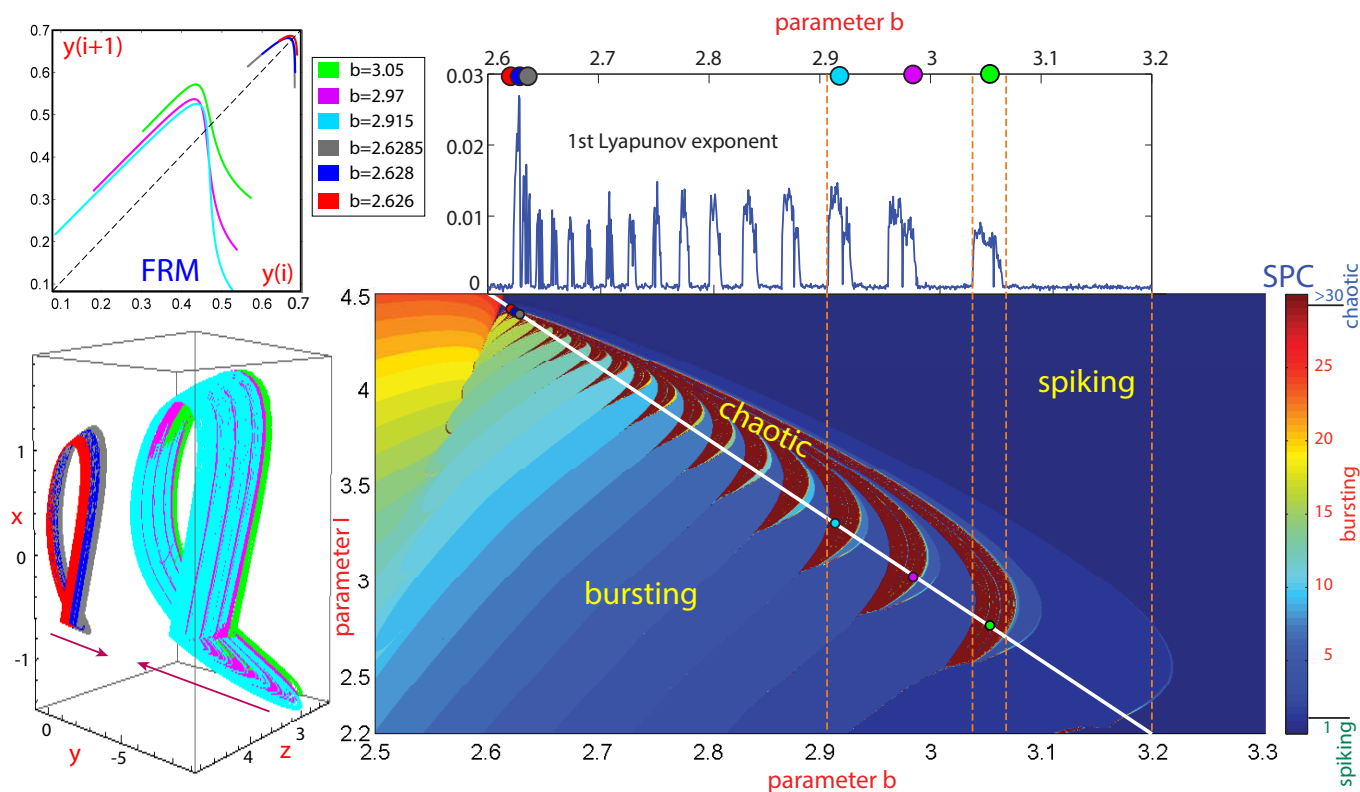 0.7
0.6
0.5
0.4
0.3
0.2
0.1
y(i+1)
FRM
y(i)
0.1 0.2 0.3 0.4 0.5 0.6 0.7
b=3.05
b=2.97
b=2.915
b=2.6285
b=2.628
b=2.626
parameter b
2.6 2.7 2.8 2.9 3 3.1 3.2
0.03
0.02
0.01
0
1st Lyapunov exponent
4.5
4
3.5
3
2.5
2.2
parameter I
spiking
chaotic
bursting
2.5 2.6 2.7 2.8 2.9 3 3.1 3.2 3.3
parameter b
SPC
>30
25
20
15
10
5
1
chaotic
bursting
spiking
1
0
-1
x
0
-5
y
4
3
z